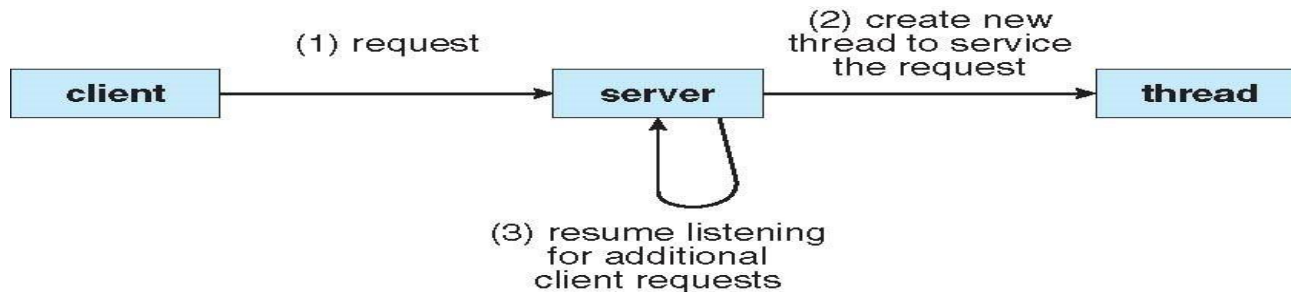 (1) request
(2) create new
thread to service
the request
client
server
thread
(3) resume listening
for additional
client requests